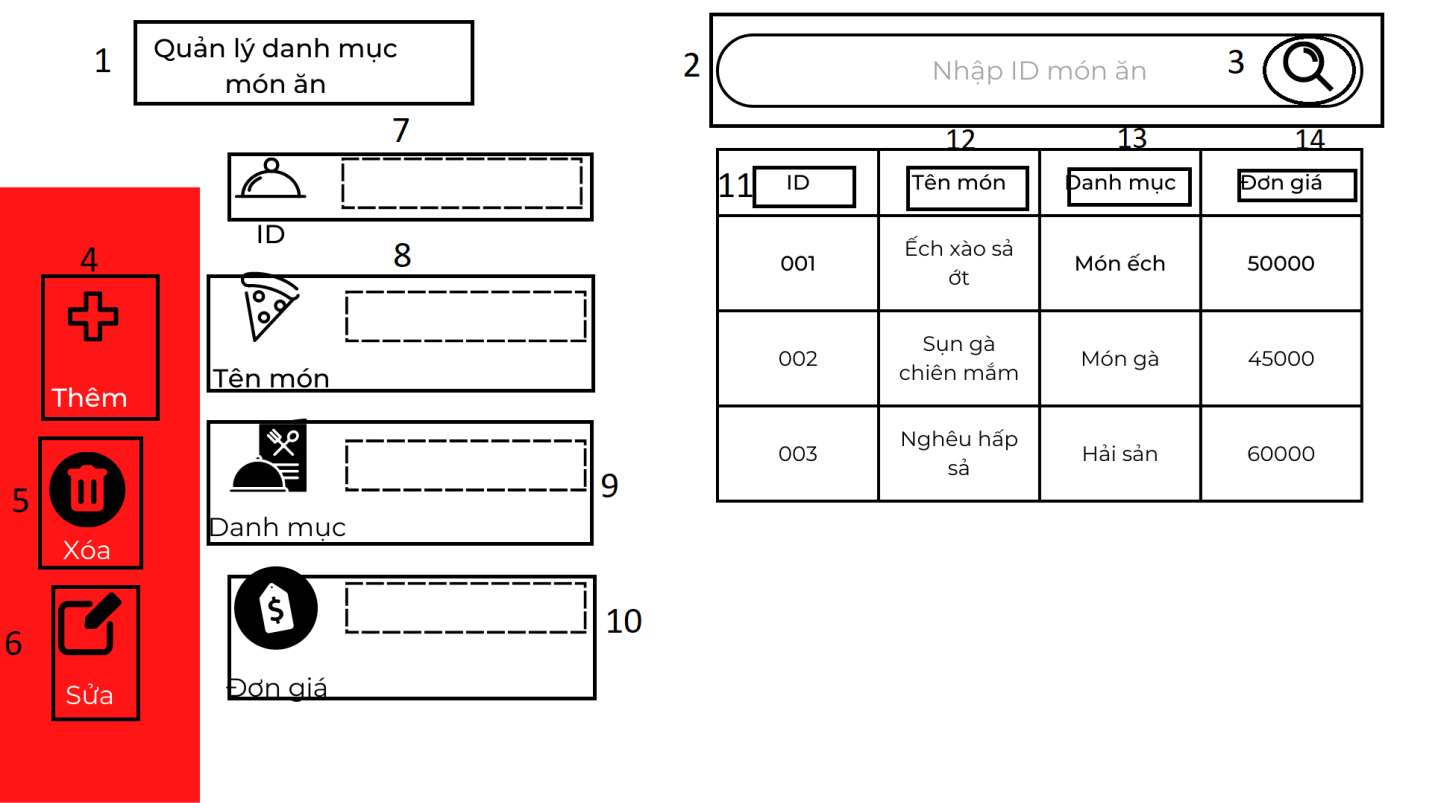 1
Quản lý danh mục
món ăn
2
Nhập ID món ăn
3
7
ID
4
Thêm
8
Tên món
5
Xóa
9
Danh mục
6
Sửa
10
Đơn giá
12
13
14
11
ID
Tên món
Danh mục
Đơn giá
001
Ếch xào sả
ớt
Món ếch
50000
002
Sụn gà
chiên mắm
Món gà
45000
003
Nghêu hấp
sả
Hải sản
60000